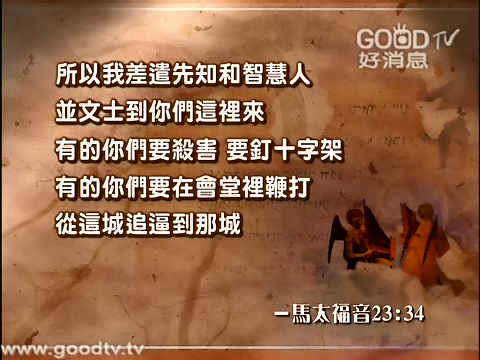 GOOD TV
好消息
所以我差遣先知和智慧人
並文士到你們這裡來
有的你們要殺害 要釘十字架
有的你們要在會堂裡鞭打
從這城追逼到那城
－馬太福音23:34
www.goodtv.tv